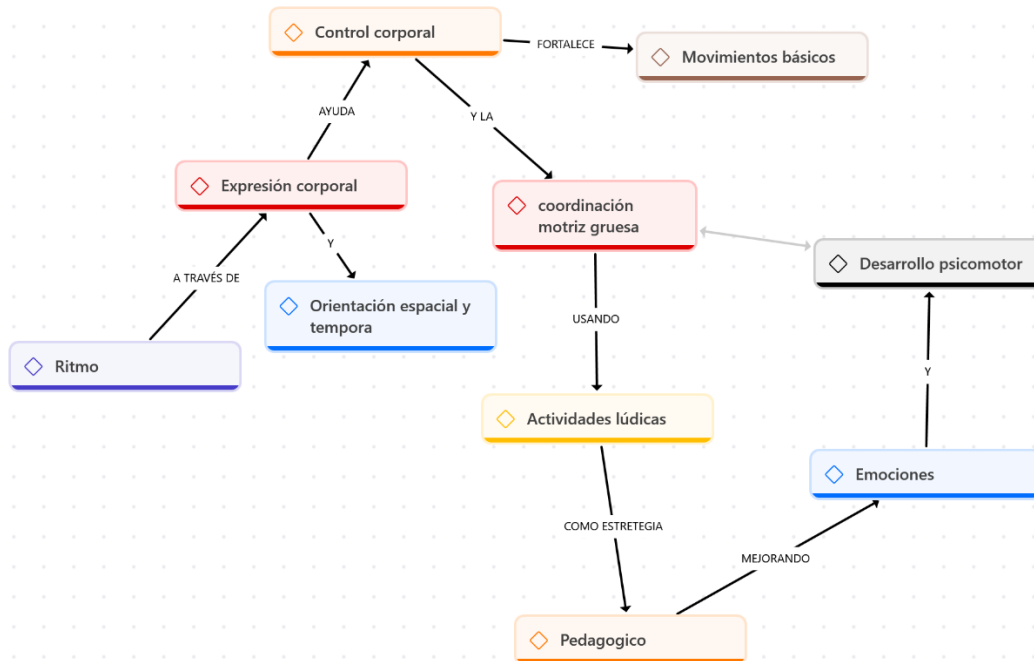 Control corporal
FORTALECE
Movimientos básicos
AYUDA
Y LA
Expresión corporal
coordinación
motriz gruesa
Y
A TRAVÉS DE
Desarrollo psicomotor
Orientación espacial y
tempora
USANDO
Ritmo
Y
Actividades lúdicas
Emociones
COMO ESTRETEGIA
MEJORANDO
Pedagogico